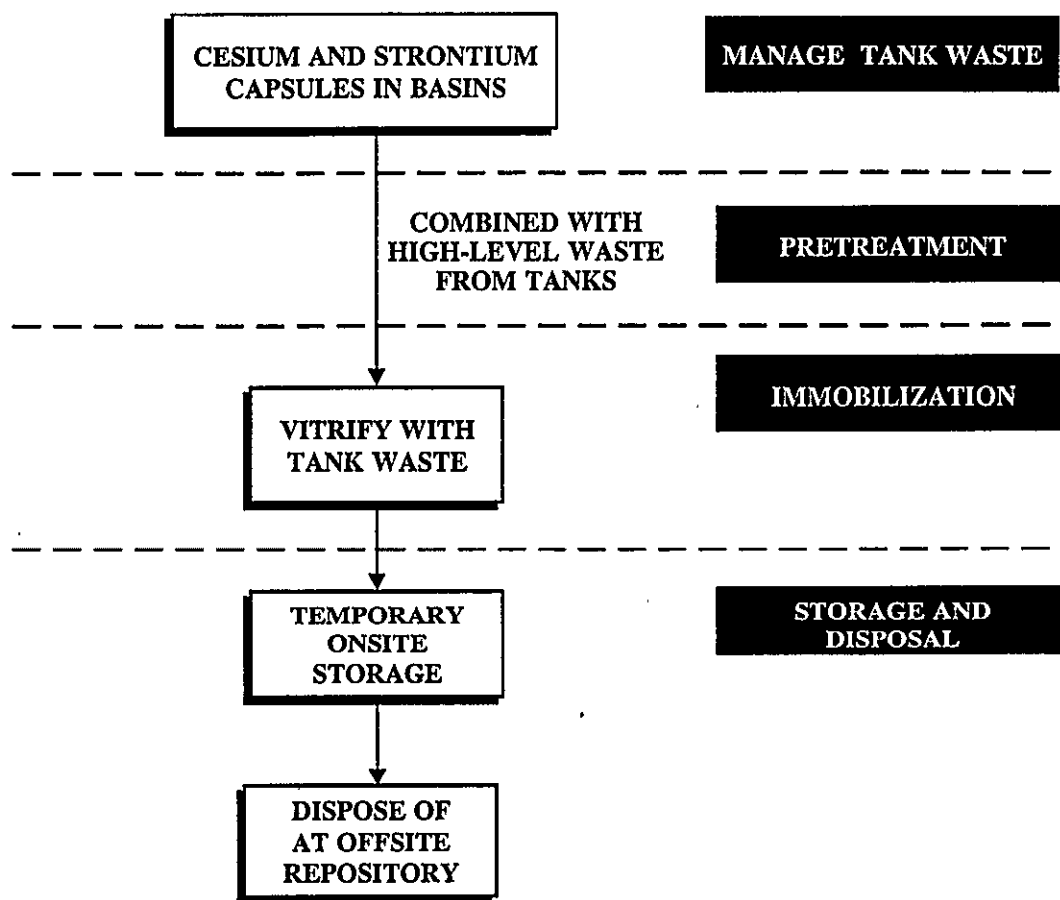 CESIUM AND STRONTIUM
CAPSULES IN BASINS
MANAGE TANK WASTE
COMBINED WITH
HIGH-LEVEL WASTE
FROM TANKS
PRETREATMENT
IMMOBILIZATION
VITRIFY WITH
TANK WASTE
TEMPORARY
ONSITE
STORAGE
STORAGE AND
DISPOSAL
DISPOSE OF
AT OFFSITE
REPOSITORY